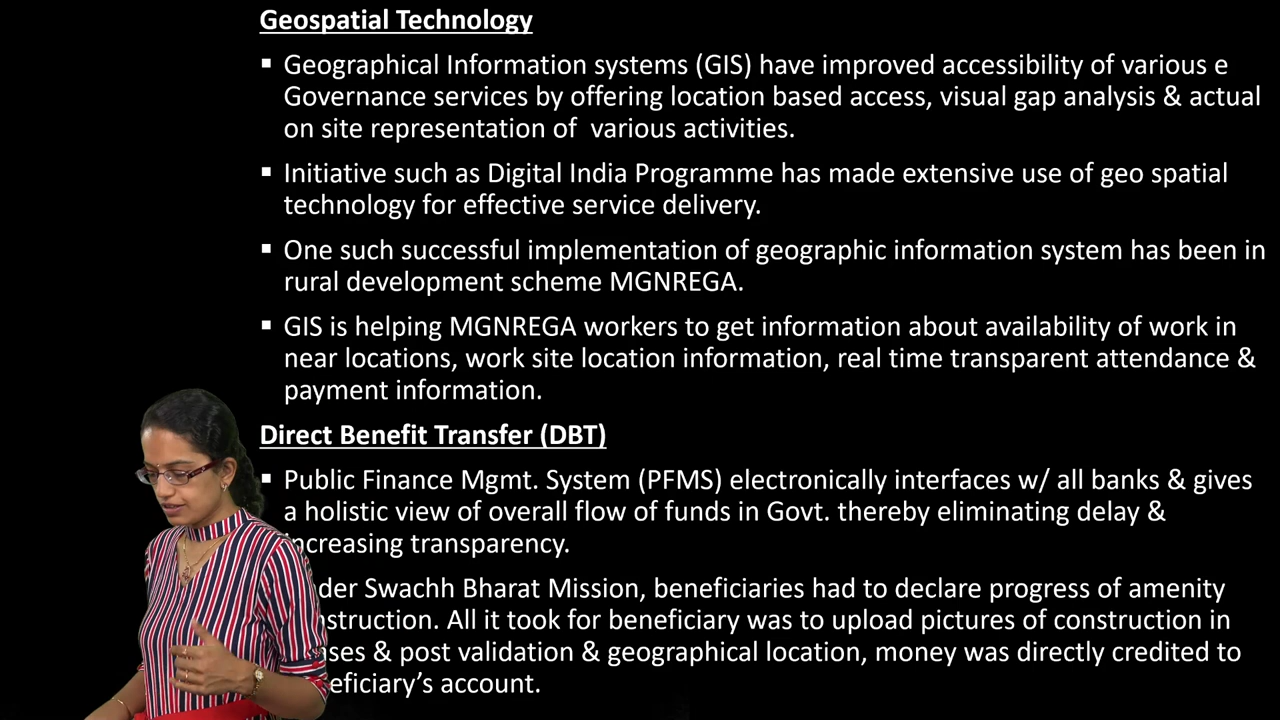 Geospatial Technology
▪ Geographical Information systems (GIS) have improved accessibility of various e
Governance services by offering location based access, visual gap analysis & actual
on site representation of  various activities.
▪ Initiative such as Digital India Programme has made extensive use of geo spatial
technology for effective service delivery.
▪ One such successful implementation of geographic information system has been in
rural development scheme MGNREGA.
▪ GIS is helping MGNREGA workers to get information about availability of work in
near locations, work site location information, real time transparent attendance &
payment information.
Direct Benefit Transfer (DBT)
▪ Public Finance Mgmt. System (PFMS) electronically interfaces w/ all banks & gives
a holistic view of overall flow of funds in Govt. thereby eliminating delay &
increasing transparency.
Swachh Bharat Mission, beneficiaries had to declare progress of amenity
All it took for beneficiary was to upload pictures of construction in
& post validation & geographical location, money was directly credited to
account.